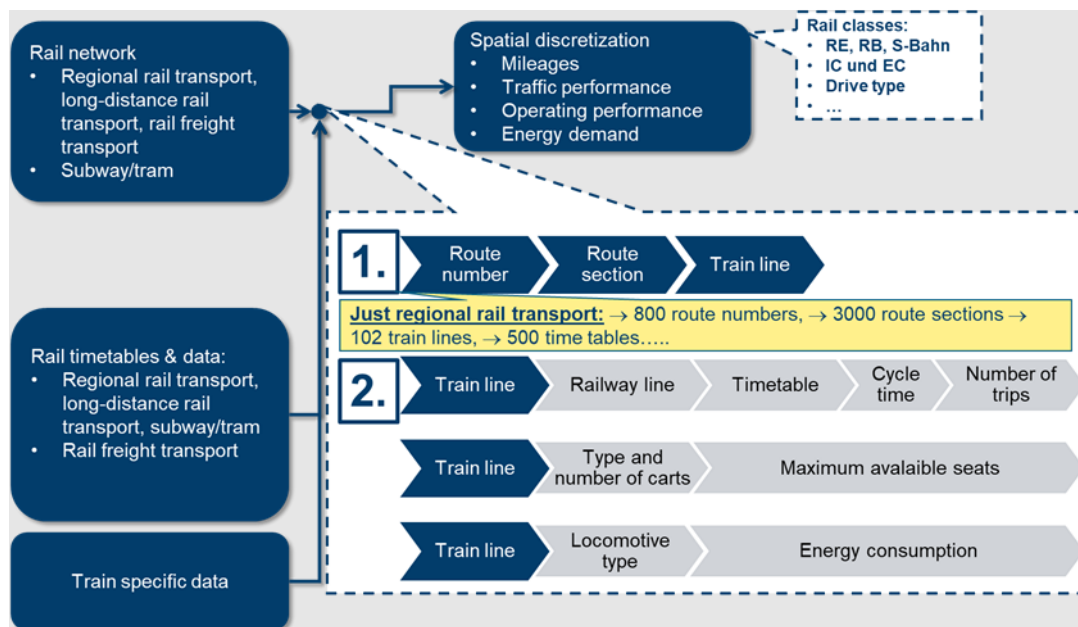 Rail network
• Regional rail transport,
long-distance rail
transport, rail freight
transport
• Subway/tram
Spatial discretization
• Mileages
• Traffic performance
• Operating performance
• Energy demand
Rail classes:
• RE, RB, S-Bahn
• IC und EC
• Drive type
• ...
1.
Route
number
Route
section
Train line
Just regional rail transport: → 800 route numbers, → 3000 route sections →
102 train lines, → 500 time tables.....
Rail timetables & data:
• Regional rail transport,
long-distance rail
transport, subway/tram
• Rail freight transport
2.
Train line
Railway line
Timetable
Cycle
time
Number of
trips
Train line
Type and
number of carts
Maximum avalaible seats
Train line
Locomotive
type
Energy consumption
Train specific data